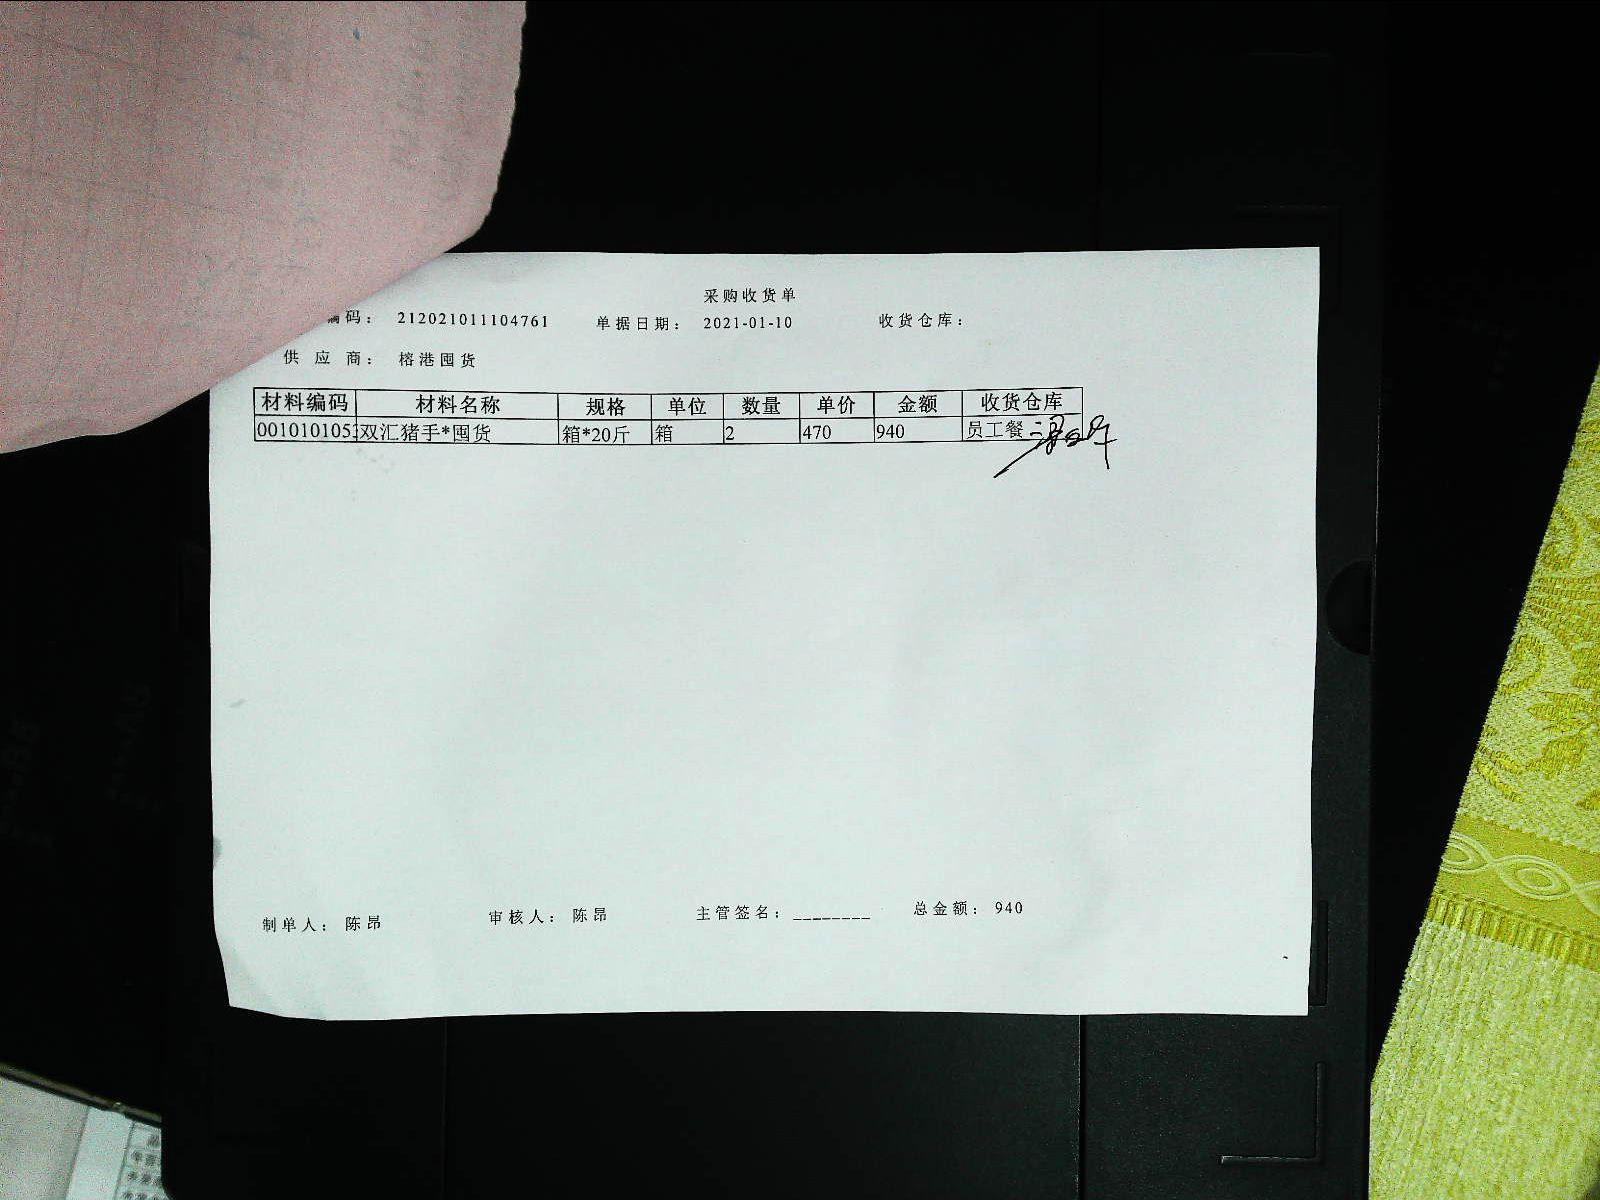 采购收货单
编码： 212021011104761 单据日期： 2021-01-10 收货仓库：
供应商： 榕港囤货
材料编码 材料名称 规格 单位 数量 单价 金额 收货仓库
0010101053 双汇猪手*囤货 箱*20斤 箱 2 470 940 员工餐
制单人： 陈昂 审核人： 陈昂 主管签名：________ 总金额： 940